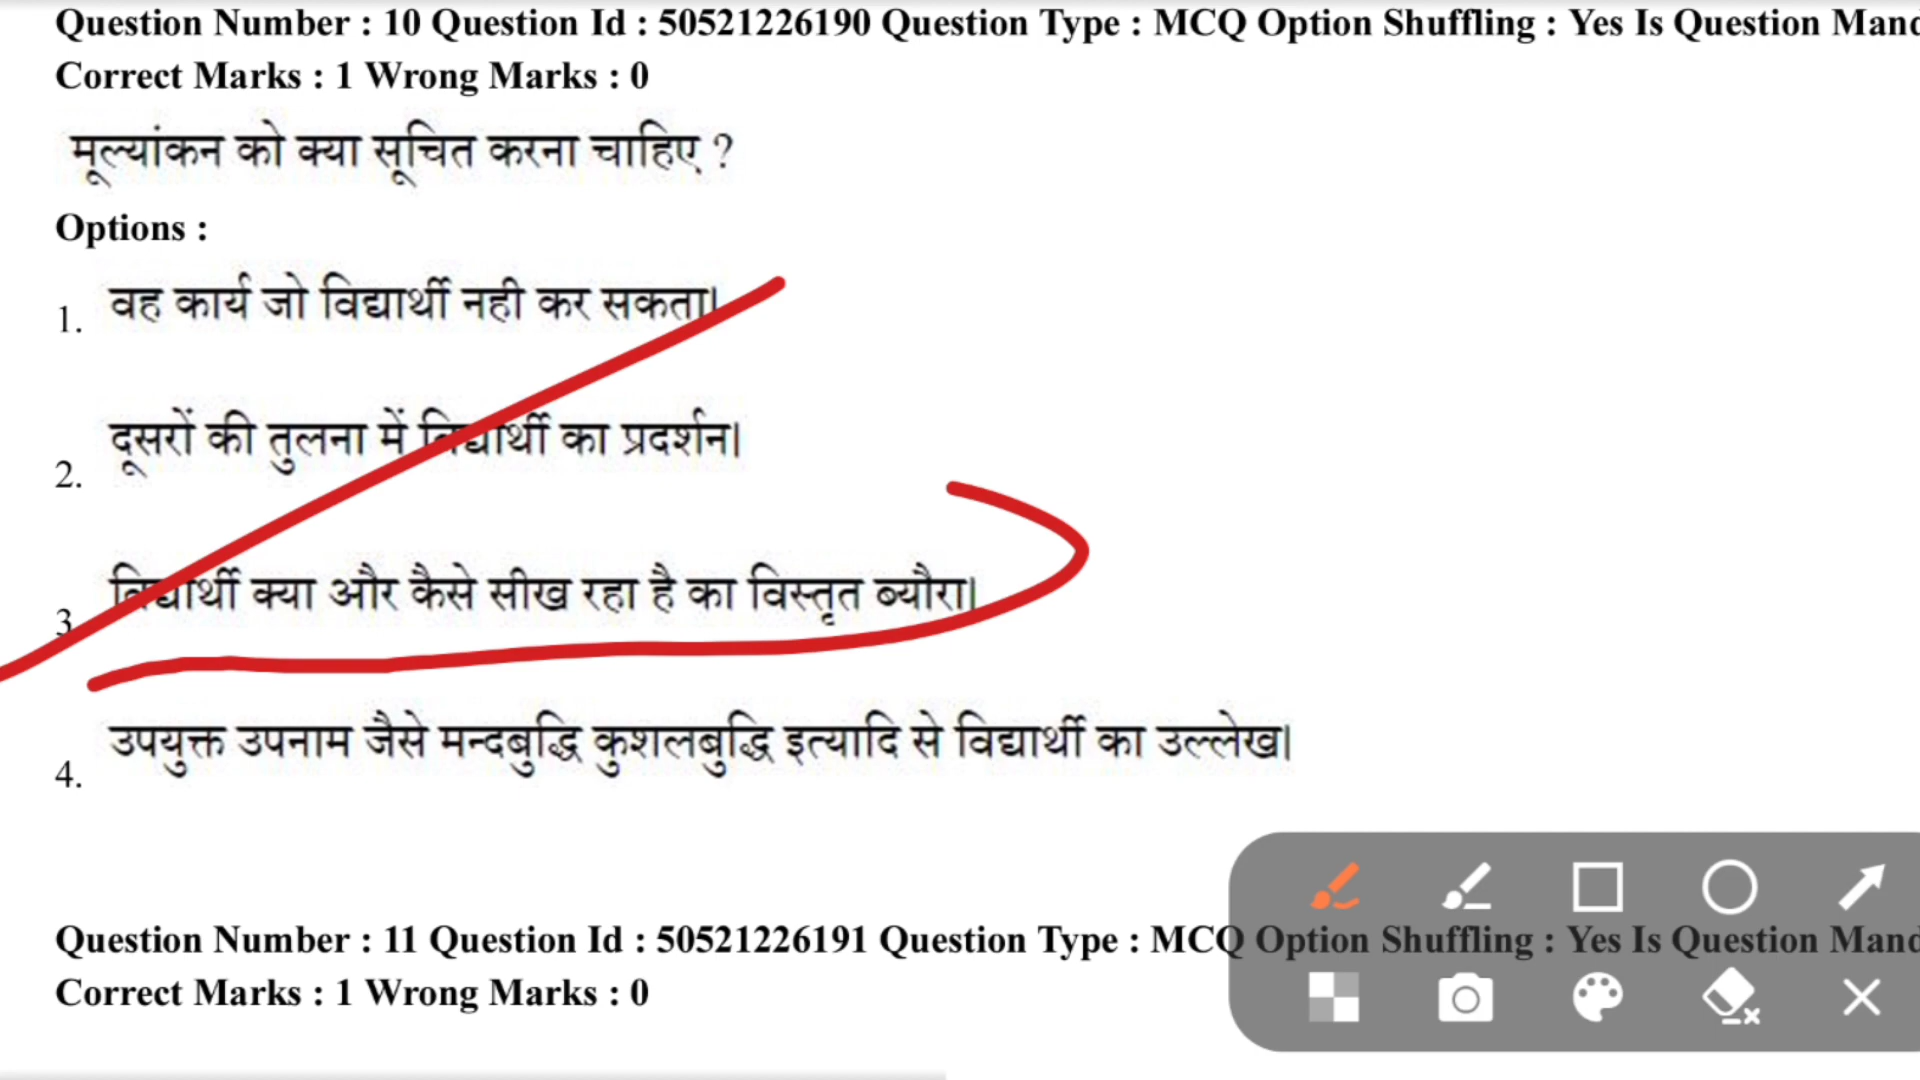 Question Number : 10 Question Id : 50521226190 Question Type : MCQ Option Shuffling : Yes Is Question Mand
Correct Marks : 1 Wrong Marks : 0
मूल्यांकन को क्या सूचित करना चाहिए ?
Options :
1. वह कार्य जो विद्यार्थी नही कर सकता।
2. दूसरों की तुलना में विद्यार्थी का प्रदर्शन।
3. विद्यार्थी क्या और कैसे सीख रहा है का विस्तृत ब्यौरा।
4. उपयुक्त उपनाम जैसे मन्दबुद्धि कुशलबुद्धि इत्यादि से विद्यार्थी का उल्लेख।
Question Number : 11 Question Id : 50521226191 Question Type : MCQ Option Shuffling : Yes Is Question Mand
Correct Marks : 1 Wrong Marks : 0